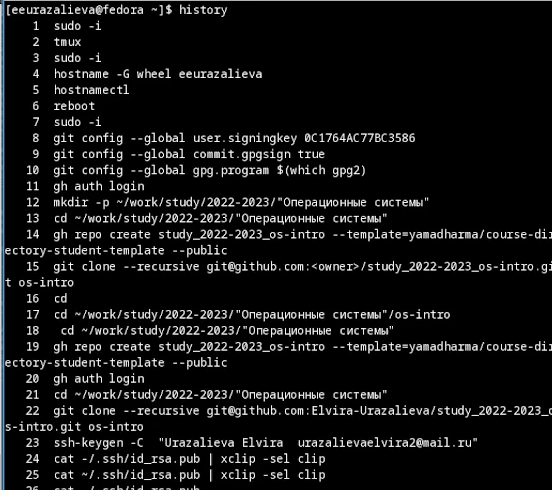 [eeurazalieva@fedora ~]$ history
1 sudo -i
2 tmux
3 sudo -i
4 hostname -G wheel eeurazalieva
5 hostnamectl
6 reboot
7 sudo -i
8 git config --global user.signingkey 0C1764AC77BC3586
9 git config --global commit.gpgsign true
10 git config --global gpg.program $(which gpg2)
11 gh auth login
12 mkdir -p ~/work/study/2022-2023/"Операционные системы"
13 cd ~/work/study/2022-2023/"Операционные системы"
14 gh repo create study_2022-2023_os-intro --template=yamadharma/course-dir
ectory-student-template --public
15 git clone --recursive git@github.com:<owner>/study_2022-2023_os-intro.gi
t os-intro
16 cd
17 cd ~/work/study/2022-2023/"Операционные системы"/os-intro
18 cd ~/work/study/2022-2023/"Операционные системы"
19 gh repo create study_2022-2023_os-intro --template=yamadharma/course-dir
ectory-student-template --public
20 gh auth login
21 cd ~/work/study/2022-2023/"Операционные системы"
22 git clone --recursive git@github.com:Elvira-Urazalieva/study_2022-2023_o
s-intro.git os-intro
23 ssh-keygen -C "Urazalieva Elvira urazalievaelvira2@mail.ru"
24 cat -/.ssh/id_rsa.pub | xclip -sel clip
25 cat ~/.ssh/id_rsa.pub | xclip -sel clip